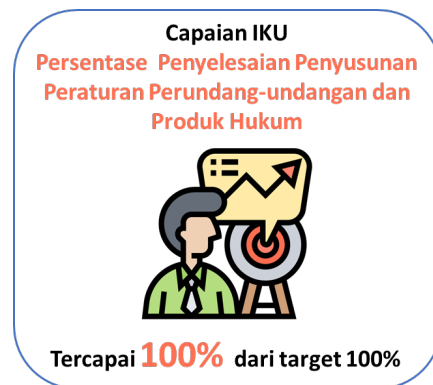 Capaian IKU
Persentase Penyelesaian Penyusunan
Peraturan Perundang-undangan dan
Produk Hukum
Tercapai 100% dari target 100%